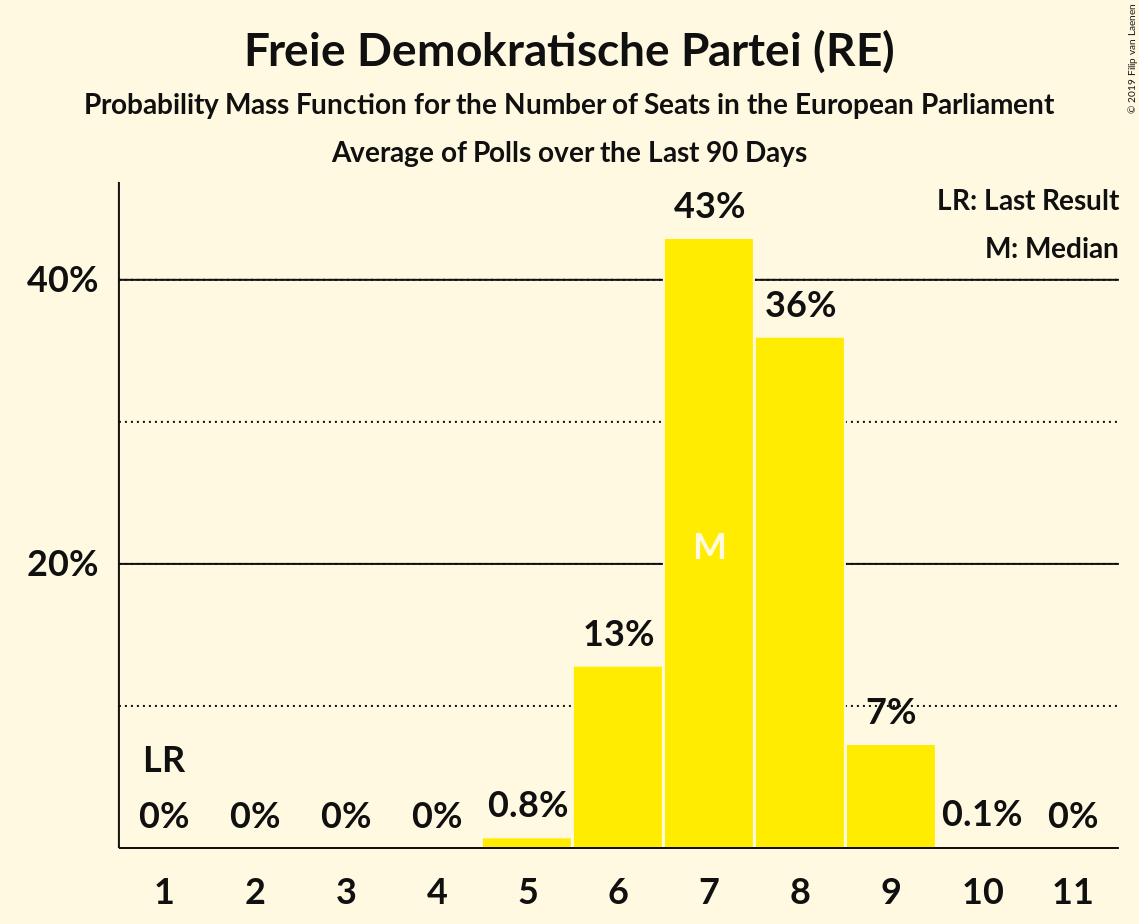 Freie Demokratische Partei (RE)
Probability Mass Function for the Number of Seats in the European Parliament
Average of Polls over the Last 90 Days
© 2019 Filip van Laenen
LR: Last Result
M: Median
43%
40%
36%
M
20%
13%
7%
LR
0%
0%
0%
0%
0.8%
0.1%
0%
1 2 3 4 5 6 7 8 9 10 11